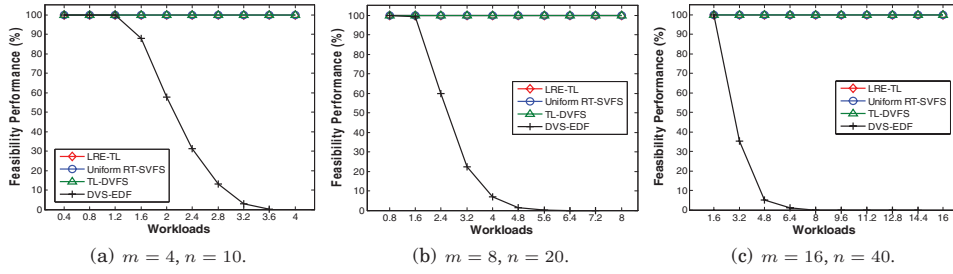 Feasibility Performance (%)
100
90
80
70
60
50
40
30
20
10
0
LRE-TL
Uniform RT-SVFS
TL-DVFS
DVS-EDF
0.4 0.8 1.2 1.6 2 2.4 2.8 3.2 3.6 4
Workloads
(a) m = 4, n = 10.
Feasibility Performance (%)
100
90
80
70
60
50
40
30
20
10
0
LRE-TL
Uniform RT-SVFS
TL-DVFS
DVS-EDF
0.8 1.6 2.4 3.2 4 4.8 5.6 6.4 7.2 8
Workloads
(b) m = 8, n = 20.
Feasibility Performance (%)
100
90
80
70
60
50
40
30
20
10
0
LRE-TL
Uniform RT-SVFS
TL-DVFS
DVS-EDF
1.6 3.2 4.8 6.4 8 9.6 11.2 12.8 14.4 16
Workloads
(c) m = 16, n = 40.